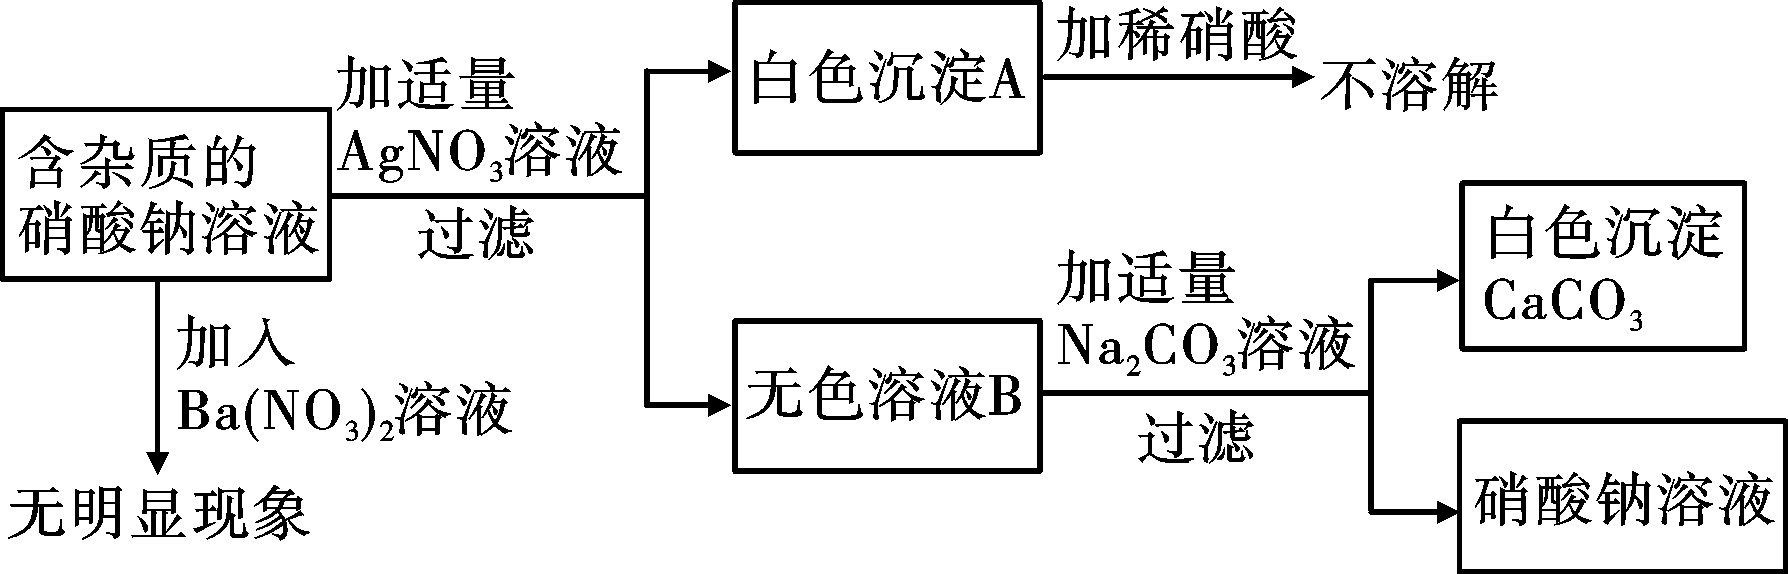 含杂质的
硝酸钠溶液
加适量
AgNO₃溶液
过滤
白色沉淀A
加稀硝酸
不溶解
加入
Ba(NO₃)₂溶液
无明显现象
无色溶液B
加适量
Na₂CO₃溶液
过滤
白色沉淀
CaCO₃
硝酸钠溶液